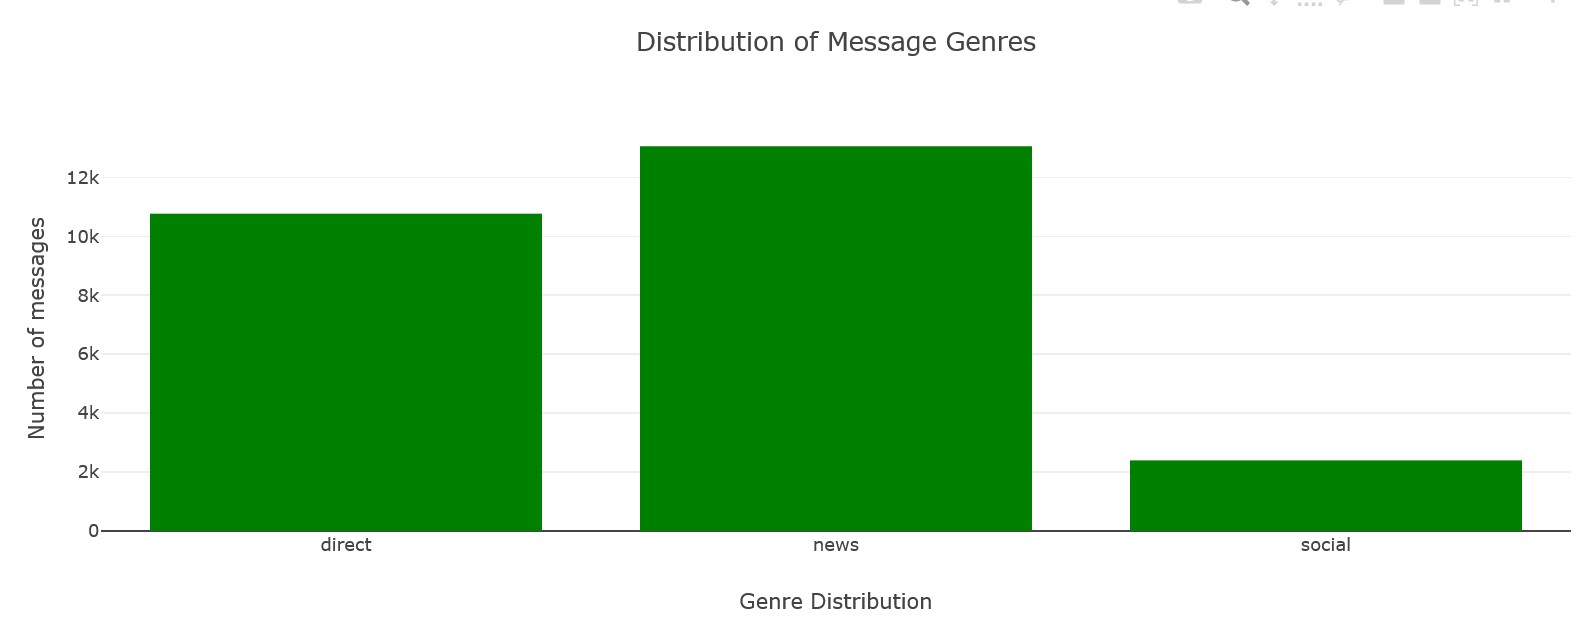 Distribution of Message Genres
12k
10k
8k
6k
4k
2k
0
Number of messages
direct
news
social
Genre Distribution